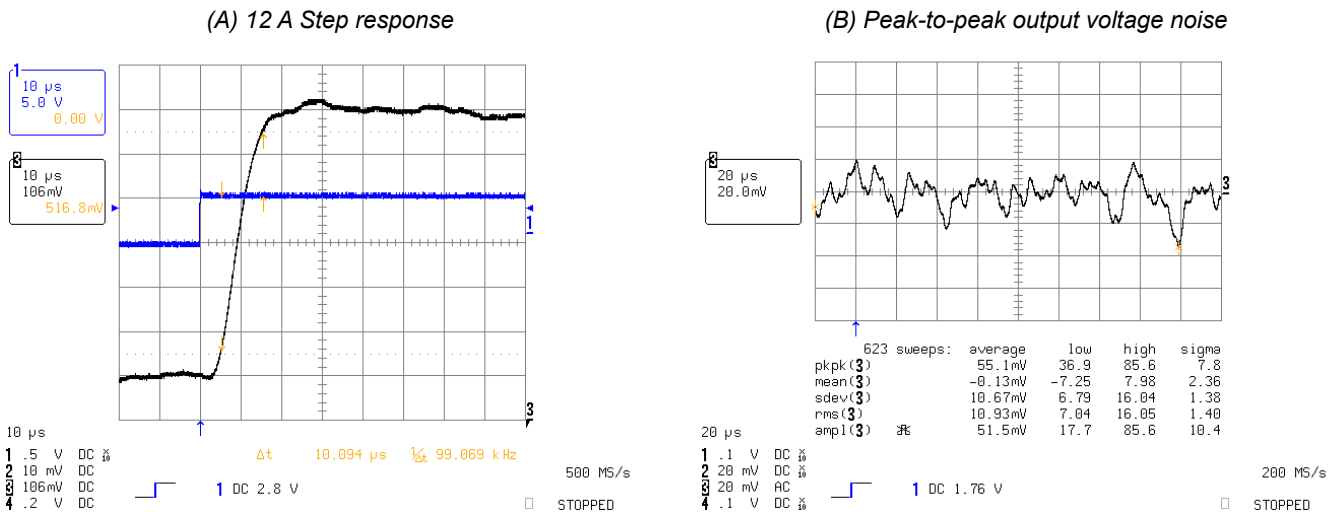 (A) 12 A Step response
1
10 µs
5.0 V
0.00 V
3
10 µs
106mV
516.8mV
1
3
10 µs
1 .5 V DC ×10
2 10 mV DC
3 106mV DC
4 .2 V DC
Δt 10.094 µs 1/Δt 99.069 kHz
1 DC 2.8 V
500 MS/s
STOPPED
(B) Peak-to-peak output voltage noise
3
20 µs
20.0mV
3
623 sweeps: average low high sigma
pkpk(3) 55.1mV 36.9 85.6 7.8
mean(3) -0.13mV -7.25 7.98 2.36
sdev(3) 10.67mV 6.79 16.04 1.38
rms(3) 10.93mV 7.04 16.05 1.40
ampl(3) 51.5mV 17.7 85.6 10.4
20 µs
1 .1 V DC ×10
2 20 mV DC ×10
3 20 mV AC
4 .1 V DC ×10
1 DC 1.76 V
200 MS/s
STOPPED